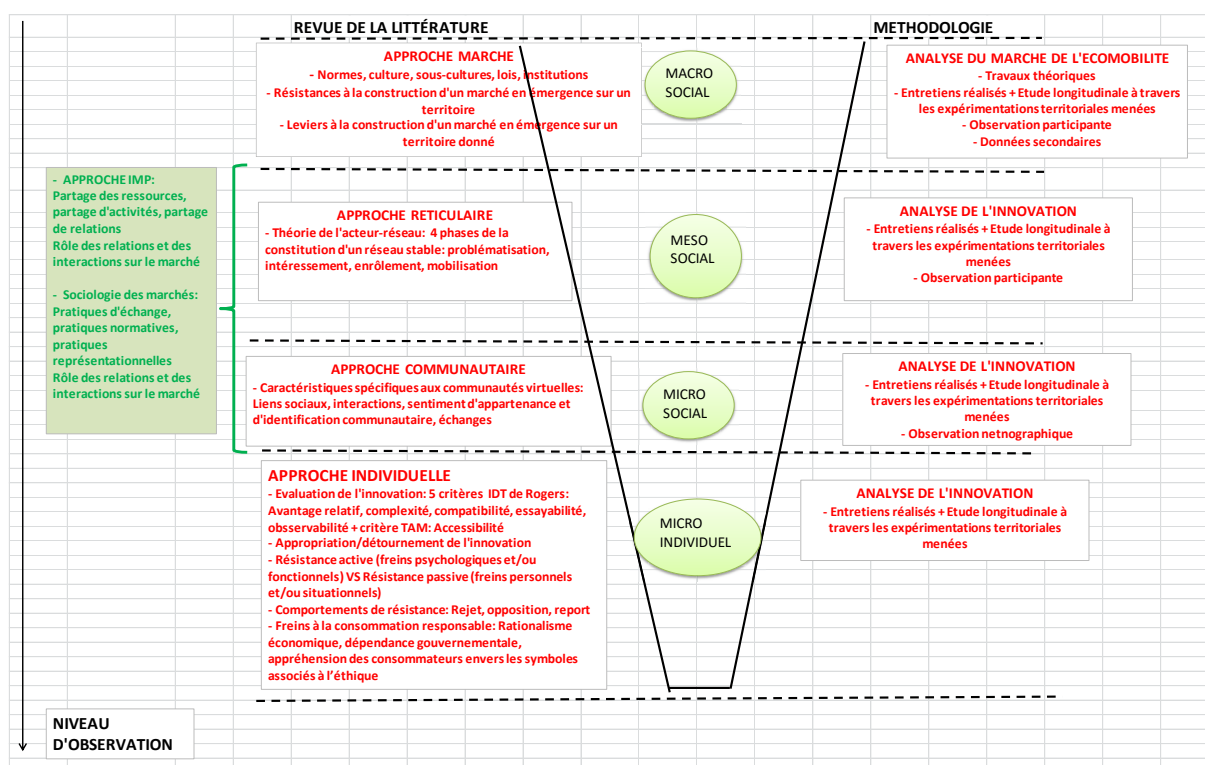 REVUE DE LA LITTÉRATURE
METHODOLOGIE
APPROCHE MARCHE
- Normes, culture, sous-cultures, lois, institutions
- Résistances à la construction d'un marché en émergence sur un
territoire
- Leviers à la construction d'un marché en émergence sur un
territoire donné
MACRO
SOCIAL
ANALYSE DU MARCHE DE L'ECOMOBILITE
- Travaux théoriques
- Entretiens réalisés + Etude longitudinale à travers
les expérimentations territoriales menées
- Observation participante
- Données secondaires
- APPROCHE IMP:
Partage des ressources,
partage d'activités, partage
de relations
Rôle des relations et des
interactions sur le marché
- Sociologie des marchés:
Pratiques d'échange,
pratiques normatives,
pratiques
représentationnelles
Rôle des relations et des
interactions sur le marché
APPROCHE RETICULAIRE
- Théorie de l'acteur-réseau: 4 phases de la
constitution d'un réseau stable: problématisation,
intéressement, enrôlement, mobilisation
MESO
SOCIAL
ANALYSE DE L'INNOVATION
- Entretiens réalisés + Etude longitudinale à
travers les expérimentations territoriales
menées
- Observation participante
APPROCHE COMMUNAUTAIRE
- Caractéristiques spécifiques aux communautés virtuelles:
Liens sociaux, interactions, sentiment d'appartenance et
d'identification communautaire, échanges
MICRO
SOCIAL
ANALYSE DE L'INNOVATION
- Entretiens réalisés + Etude longitudinale à
travers les expérimentations territoriales
menées
- Observation netnographique
APPROCHE INDIVIDUELLE
- Evaluation de l'innovation: 5 critères IDT de Rogers:
Avantage relatif, complexité, compatibilité, essayabilité,
obsservabilité + critère TAM: Accessibilité
- Appropriation/détournement de l'innovation
- Résistance active (freins psychologiques et/ou
fonctionnels) VS Résistance passive (freins personnels
et/ou situationnels)
- Comportements de résistance: Rejet, opposition, report
- Freins à la consommation responsable: Rationalisme
économique, dépendance gouvernementale,
appréhension des consommateurs envers les symboles
associés à l'éthique
MICRO
INDIVIDUEL
ANALYSE DE L'INNOVATION
- Entretiens réalisés + Etude longitudinale à
travers les expérimentations territoriales
menées
NIVEAU
D'OBSERVATION